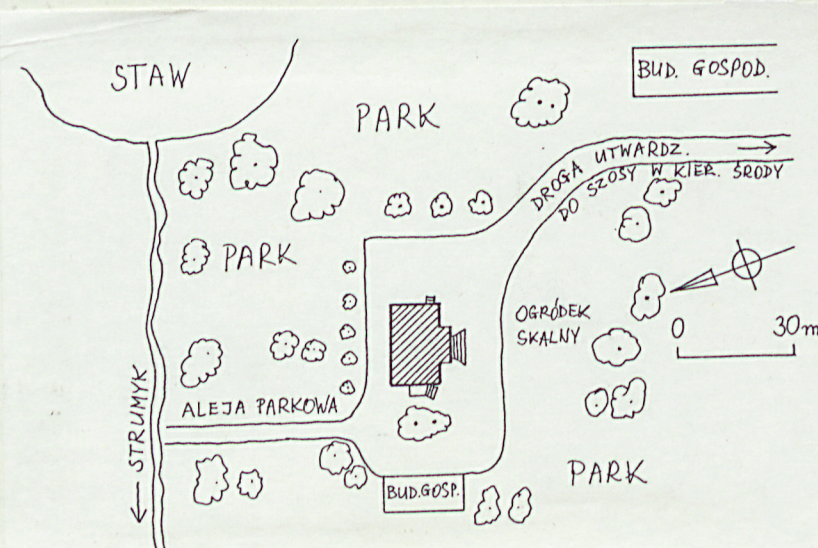 STAW
BUD. GOSPOD.
PARK
DROGA UTWARDZ.
DO SZOSY W KIER. ŚRODY
PARK
OGRÓDEK
SKALNY
0 30m
STRUMYK
ALEJA PARKOWA
PARK
BUD. GOSP.